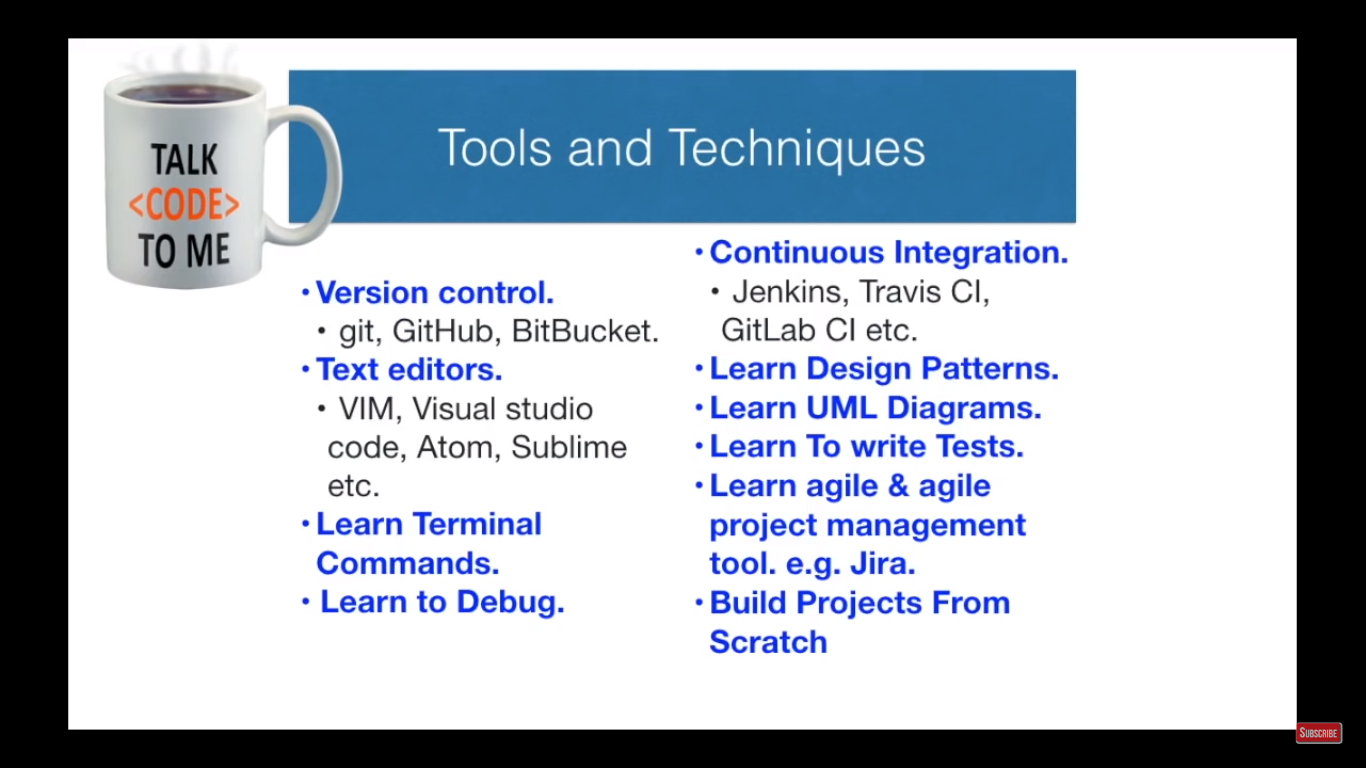 TALK
<CODE>
TO ME
Tools and Techniques
• Version control.
• git, GitHub, BitBucket.
• Text editors.
• VIM, Visual studio
code, Atom, Sublime
etc.
• Learn Terminal
Commands.
• Learn to Debug.
• Continuous Integration.
• Jenkins, Travis CI,
GitLab CI etc.
• Learn Design Patterns.
• Learn UML Diagrams.
• Learn To write Tests.
• Learn agile & agile
project management
tool. e.g. Jira.
• Build Projects From
Scratch
SUBSCRIBE